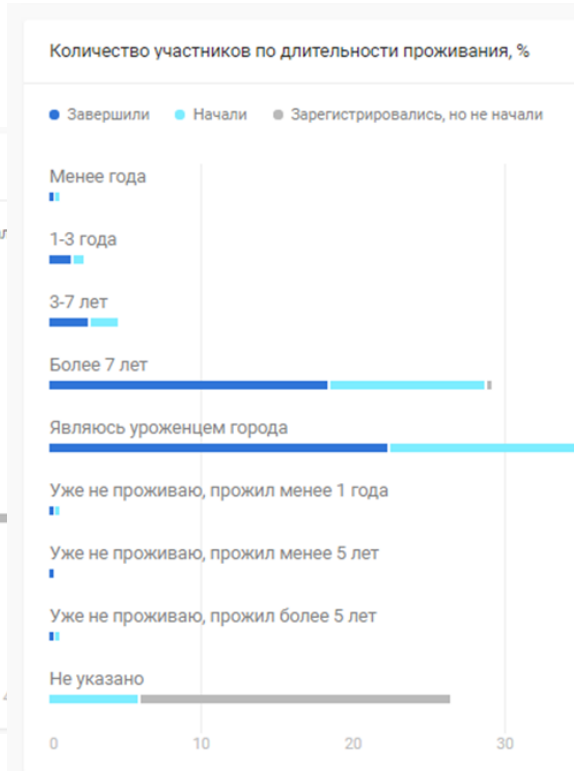 Количество участников по длительности проживания, %
Завершили Начали Зарегистрировались, но не начали
Менее года
1-3 года
3-7 лет
Более 7 лет
Являюсь уроженцем города
Уже не проживаю, прожил менее 1 года
Уже не проживаю, прожил менее 5 лет
Уже не проживаю, прожил более 5 лет
Не указано
0 10 20 30